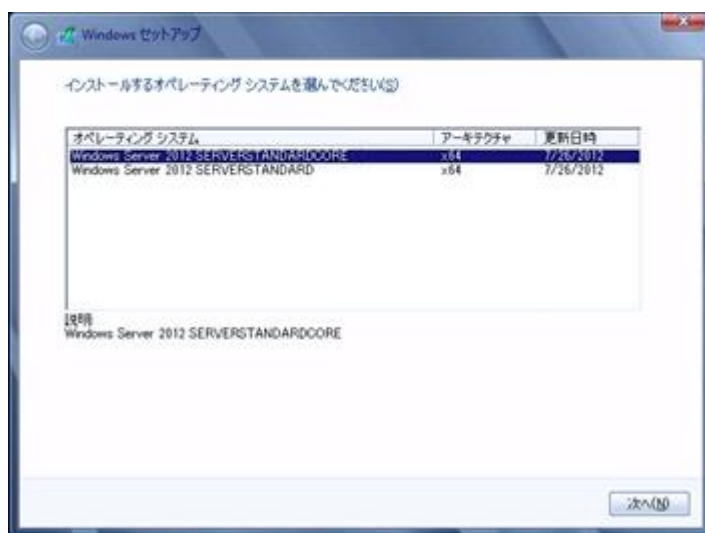 Windows セットアップ
インストールするオペレーティング システムを選んでください(S)
オペレーティング システム アーキテクチャ 更新日時
Windows Server 2012 SERVERSTANDARDCORE x64 7/26/2012
Windows Server 2012 SERVERSTANDARD x64 7/26/2012
説明
Windows Server 2012 SERVERSTANDARDCORE
次へ(N)